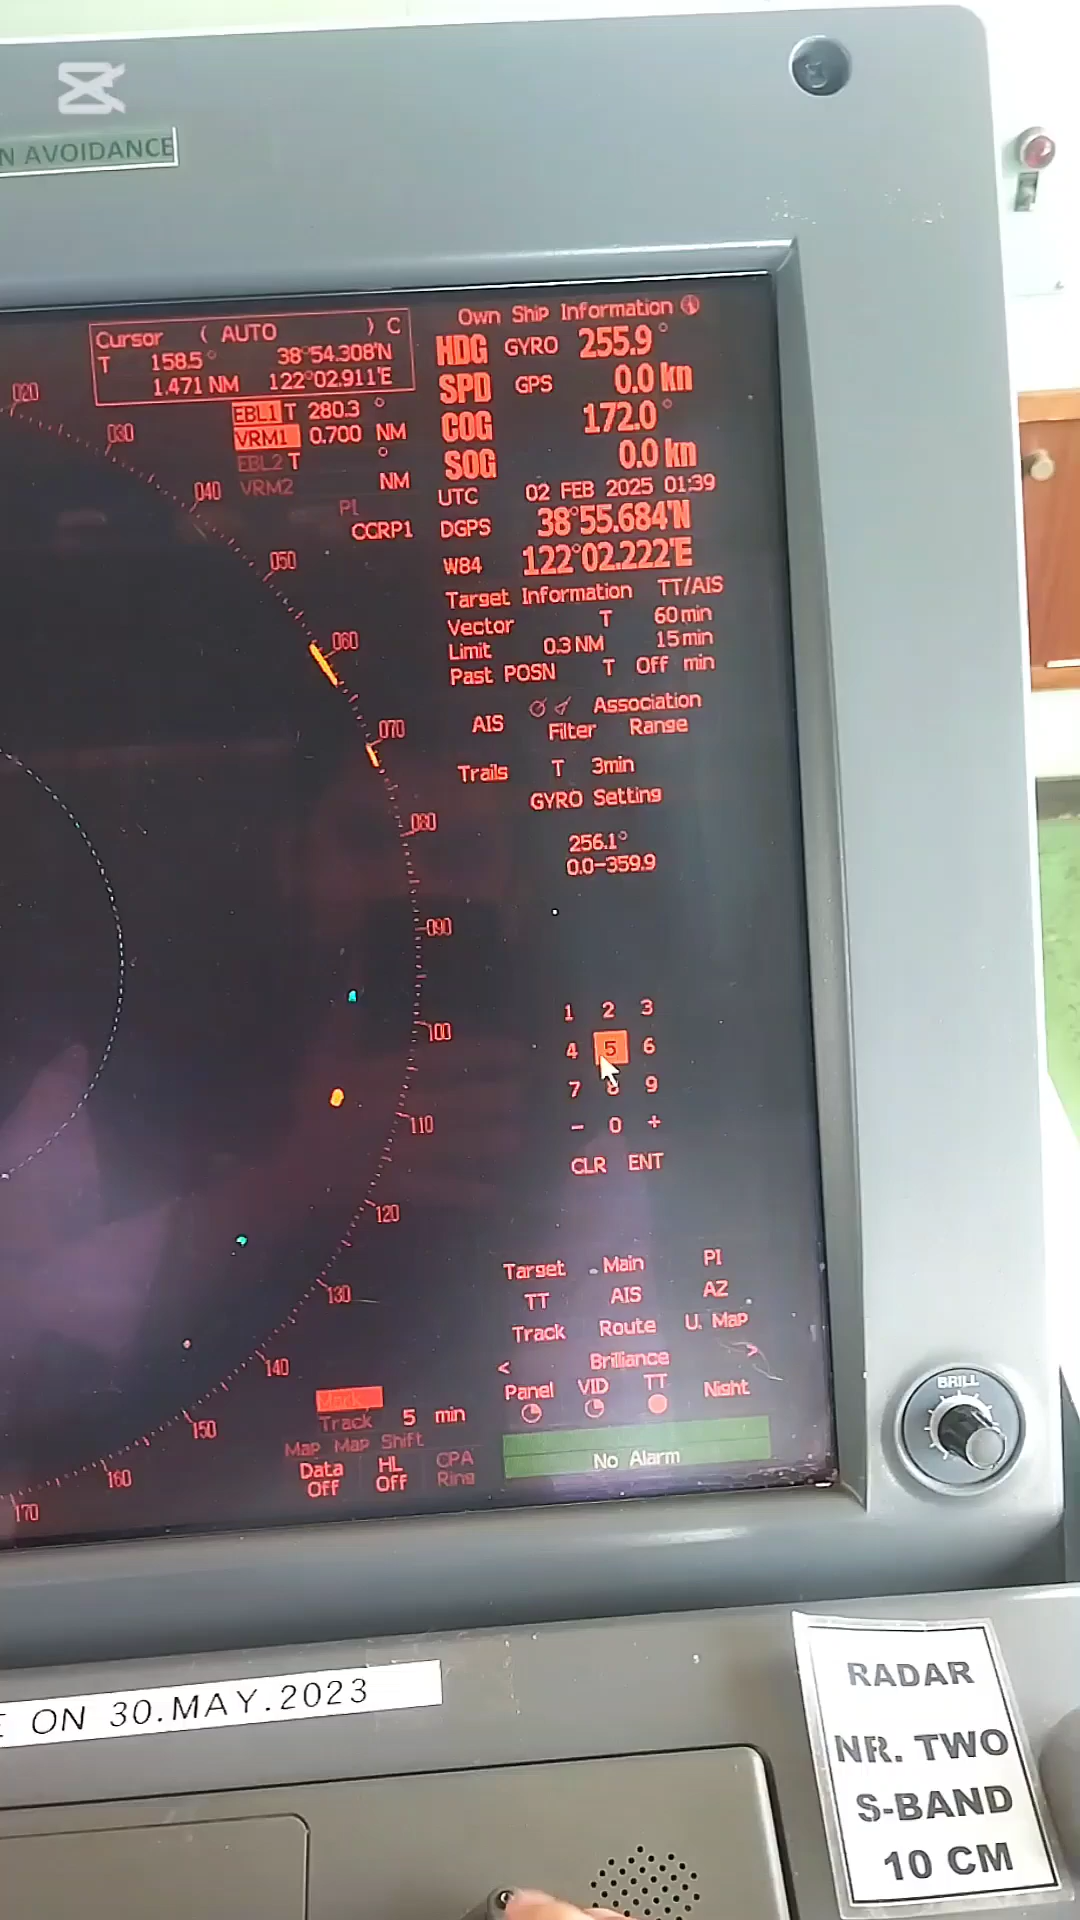 N AVOIDANCE
Cursor ( AUTO ) C
T 158.5° 38°54.308'N
1.471 NM 122°02.911'E
EBL1 T 280.3 °
VRM1 0.700 NM
EBL2 T °
VRM2 NM
PI
CCRP1
Own Ship Information
HDG GYRO 255.9°
SPD GPS 0.0 kn
COG 172.0°
SOG 0.0 kn
UTC 02 FEB 2025 01:39
DGPS 38°55.684'N
W84 122°02.222'E
Target Information TT/AIS
Vector T 60 min
Limit 0.3 NM 15 min
Past POSN T Off min
AIS Association
Filter Range
Trails T 3min
GYRO Setting
256.1°
0.0-359.9
1 2 3
4 5 6
7 8 9
- 0 +
CLR ENT
Target Main PI
TT AIS AZ
Track Route U. Map
< Brilliance >
Panel VID TT Night
No Alarm
020
030
040
050
060
070
080
090
100
110
120
130
140
150
160
170
Mark
Track 5 min
Map Map Shift
Data Off
HL Off
CPA Ring
BRILL
ON 30.MAY.2023
RADAR
NR. TWO
S-BAND
10 CM